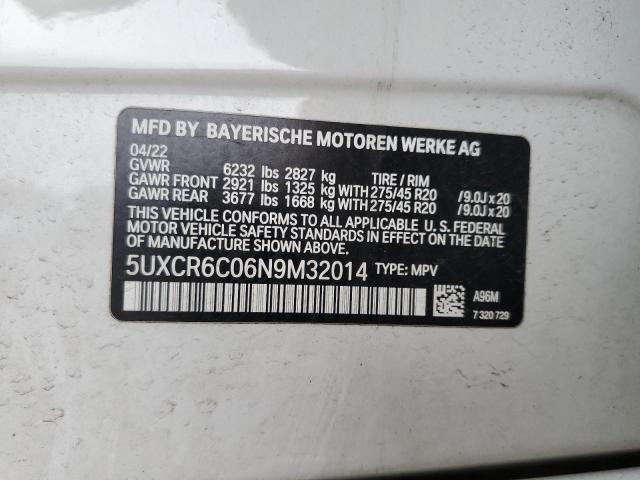 MFD BY BAYERISCHE MOTOREN WERKE AG
04/22
GVWR 6232 lbs 2827 kg TIRE / RIM
GAWR FRONT 2921 lbs 1325 kg WITH 275/45 R20 /9.0J x 20
GAWR REAR 3677 lbs 1668 kg WITH 275/45 R20 /9.0J x 20
THIS VEHICLE CONFORMS TO ALL APPLICABLE U. S. FEDERAL
MOTOR VEHICLE SAFETY STANDARDS IN EFFECT ON THE DATE OF
MANUFACTURE SHOWN ABOVE.
5UXCR6C06N9M32014 TYPE: MPV
A96M
7 320 729